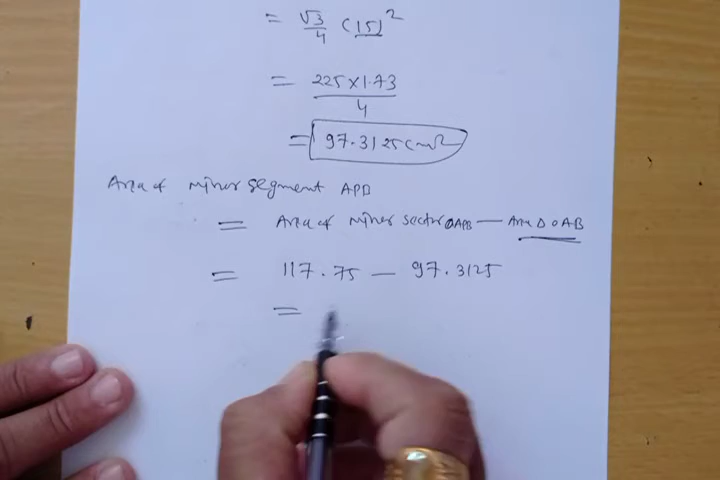 = √3/4 (15)²
= 225×1.73/4
= 97.3125 cm²
Area of minor segment APB
= Area of minor sector OAPB — Area Δ OAB
= 117.75 — 97.3125
=